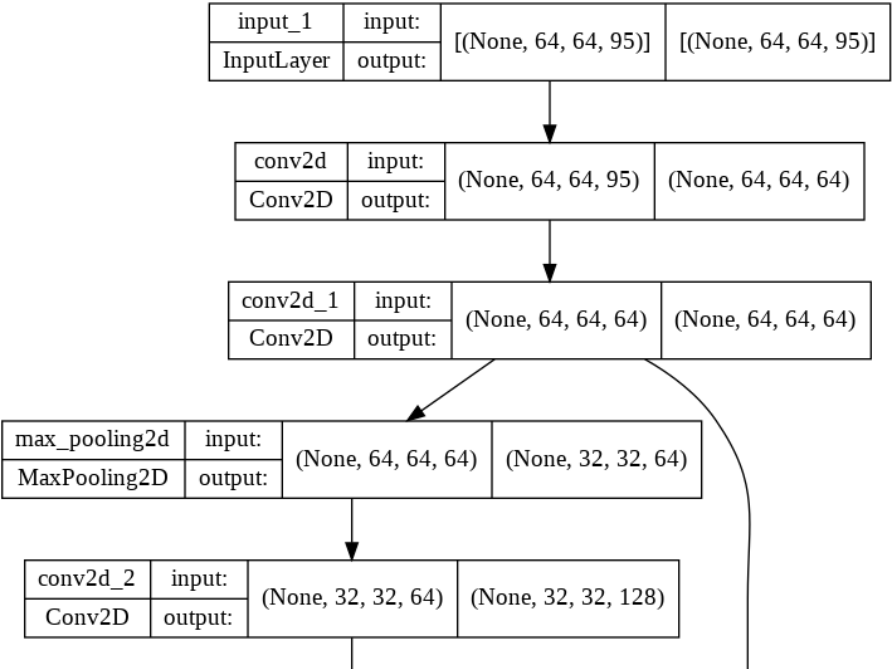 input_1 input: [(None, 64, 64, 95)] [(None, 64, 64, 95)]
InputLayer output:
conv2d input: (None, 64, 64, 95) (None, 64, 64, 64)
Conv2D output:
conv2d_1 input: (None, 64, 64, 64) (None, 64, 64, 64)
Conv2D output:
max_pooling2d input: (None, 64, 64, 64) (None, 32, 32, 64)
MaxPooling2D output:
conv2d_2 input: (None, 32, 32, 64) (None, 32, 32, 128)
Conv2D output: